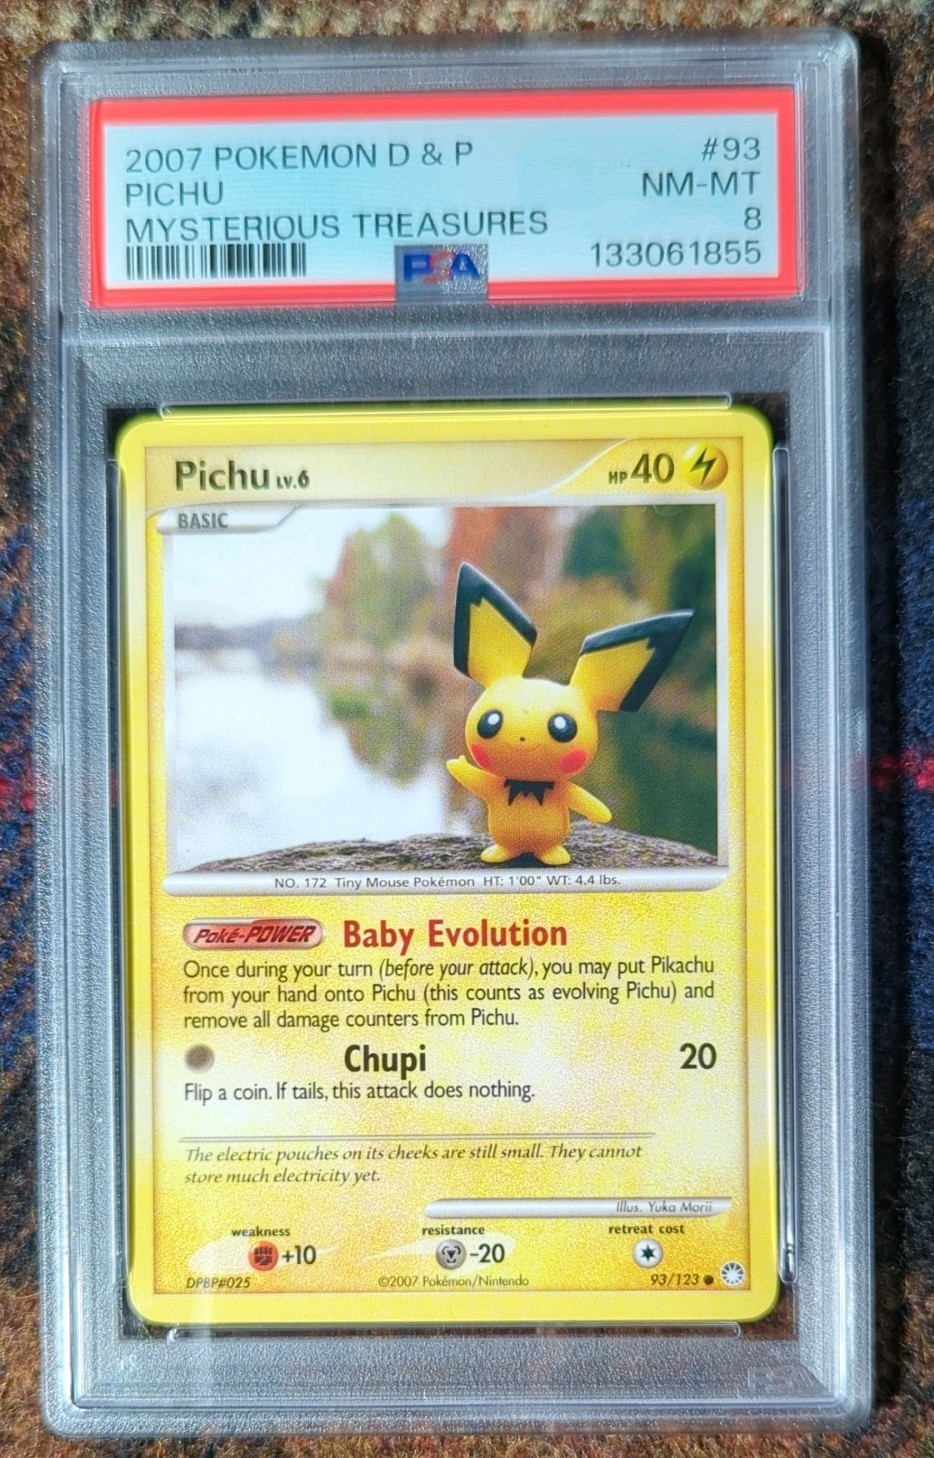 2007 POKEMON D & P #93
PICHU NM-MT
MYSTERIOUS TREASURES 8
PSA 133061855
Pichu LV.6 HP 40
BASIC
NO. 172 Tiny Mouse Pokémon HT: 1'00" WT: 4.4 lbs.
Poké-POWER Baby Evolution
Once during your turn (before your attack), you may put Pikachu
from your hand onto Pichu (this counts as evolving Pichu) and
remove all damage counters from Pichu.
Chupi 20
Flip a coin. If tails, this attack does nothing.
The electric pouches on its cheeks are still small. They cannot
store much electricity yet.
Illus. Yuka Morii
weakness resistance retreat cost
+10 -20
DPBP#025 ©2007 Pokémon/Nintendo 93/123